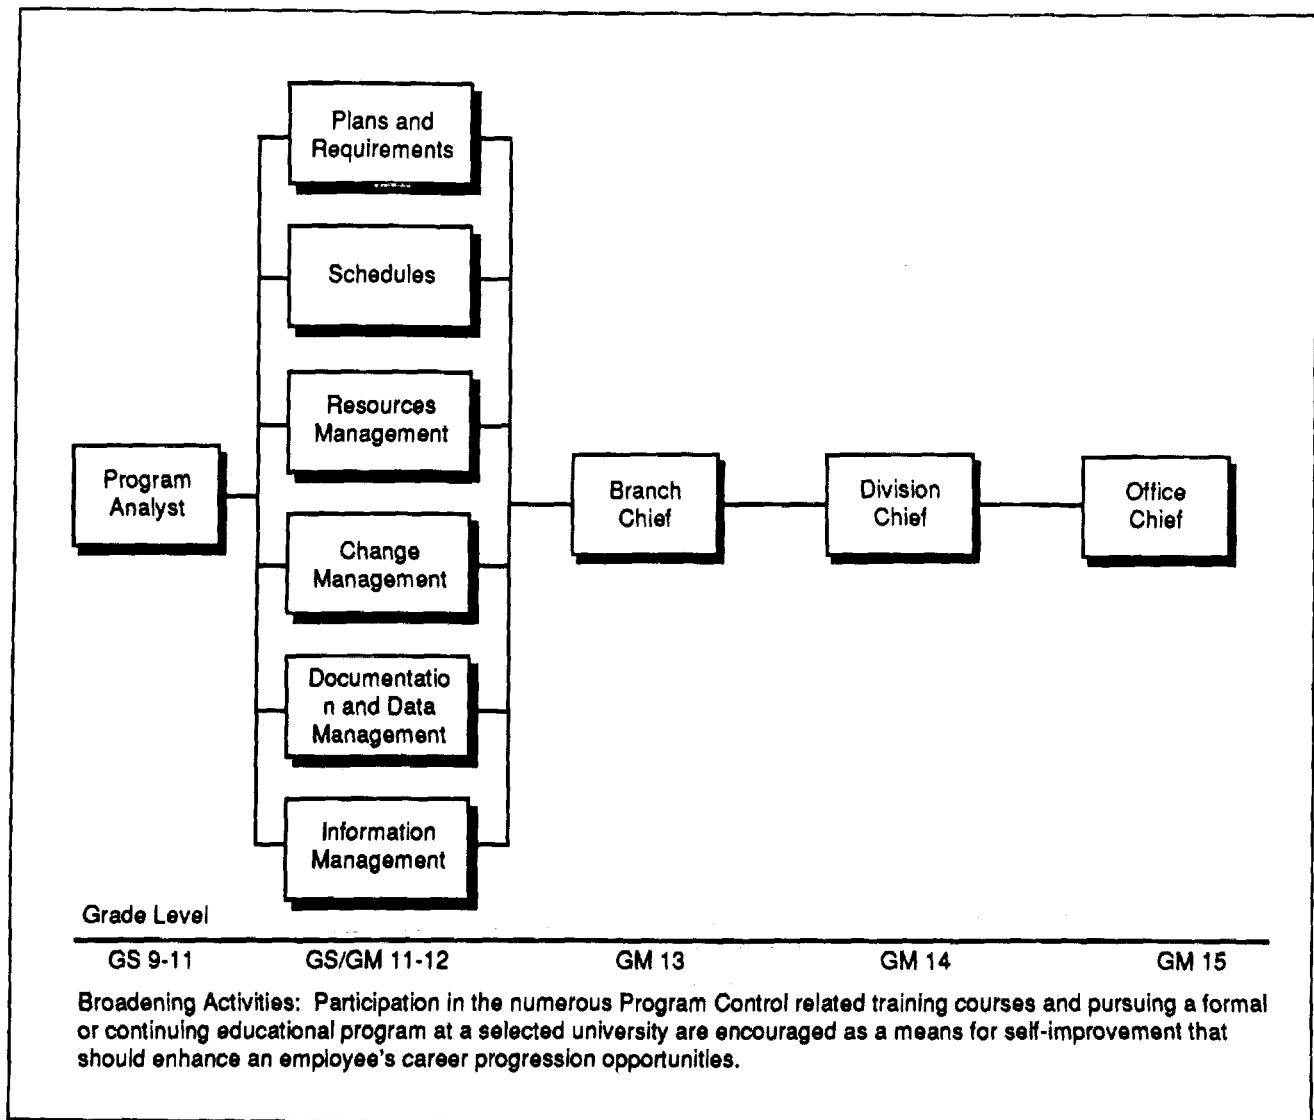 Plans and
Requirements
Schedules
Resources
Management
Program
Analyst
Branch
Chief
Division
Chief
Office
Chief
Change
Management
Documentatio
n and Data
Management
Information
Management
Grade Level
GS 9-11 GS/GM 11-12 GM 13 GM 14 GM 15
Broadening Activities: Participation in the numerous Program Control related training courses and pursuing a formal
or continuing educational program at a selected university are encouraged as a means for self-improvement that
should enhance an employee's career progression opportunities.